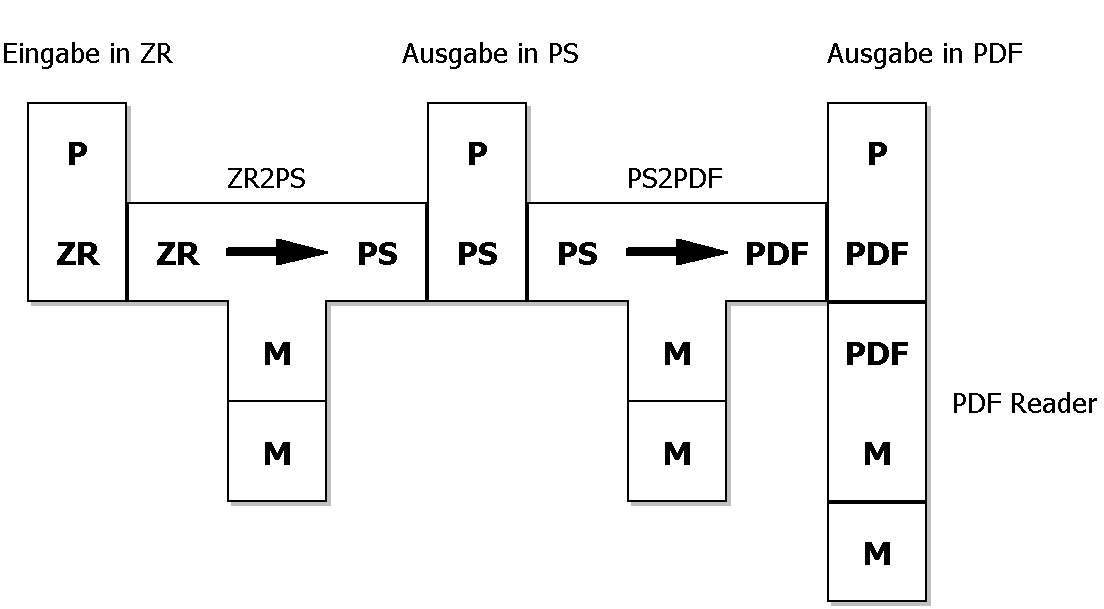 Eingabe in ZR Ausgabe in PS Ausgabe in PDF
P P P
ZR2PS PS2PDF
ZR ZR PS PS PS PDF PDF
M M PDF
PDF Reader
M M M
M